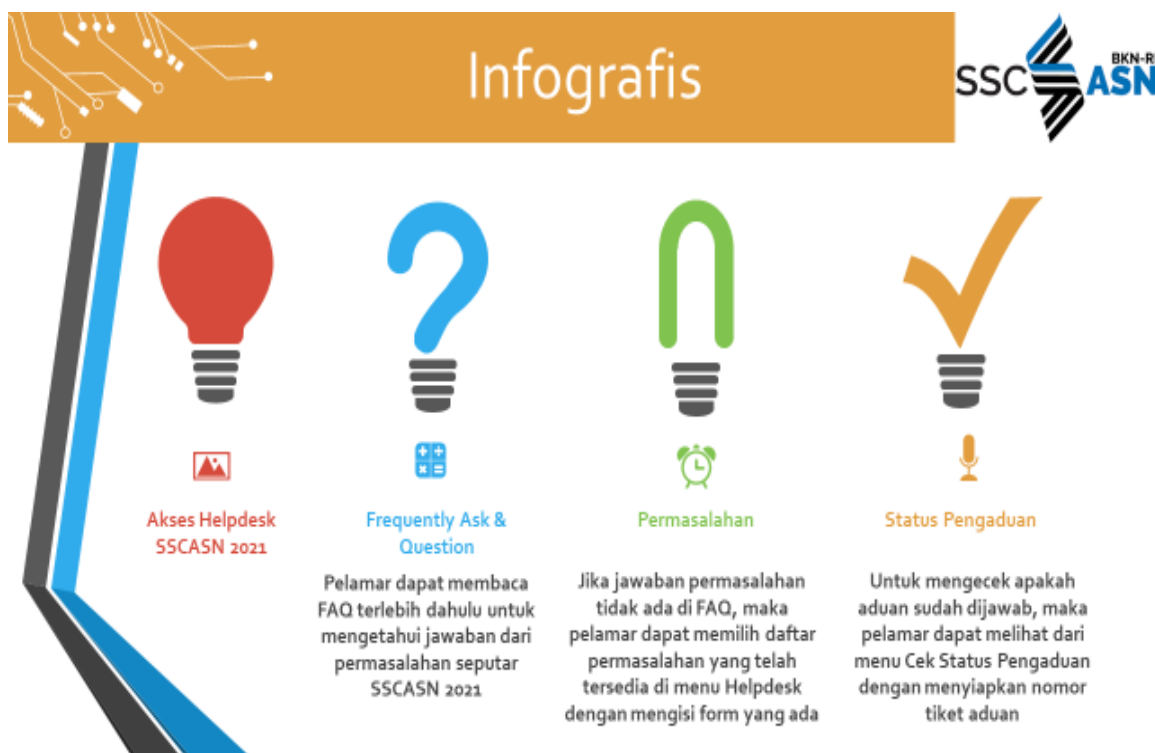 Infografis
SSC ASN
BKN-RI
Akses Helpdesk
SSCASN 2021
Frequently Ask &
Question
Pelamar dapat membaca
FAQ terlebih dahulu untuk
mengetahui jawaban dari
permasalahan seputar
SSCASN 2021
Permasalahan
Jika jawaban permasalahan
tidak ada di FAQ, maka
pelamar dapat memilih daftar
permasalahan yang telah
tersedia di menu Helpdesk
dengan mengisi form yang ada
Status Pengaduan
Untuk mengecek apakah
aduan sudah dijawab, maka
pelamar dapat melihat dari
menu Cek Status Pengaduan
dengan menyiapkan nomor
tiket aduan